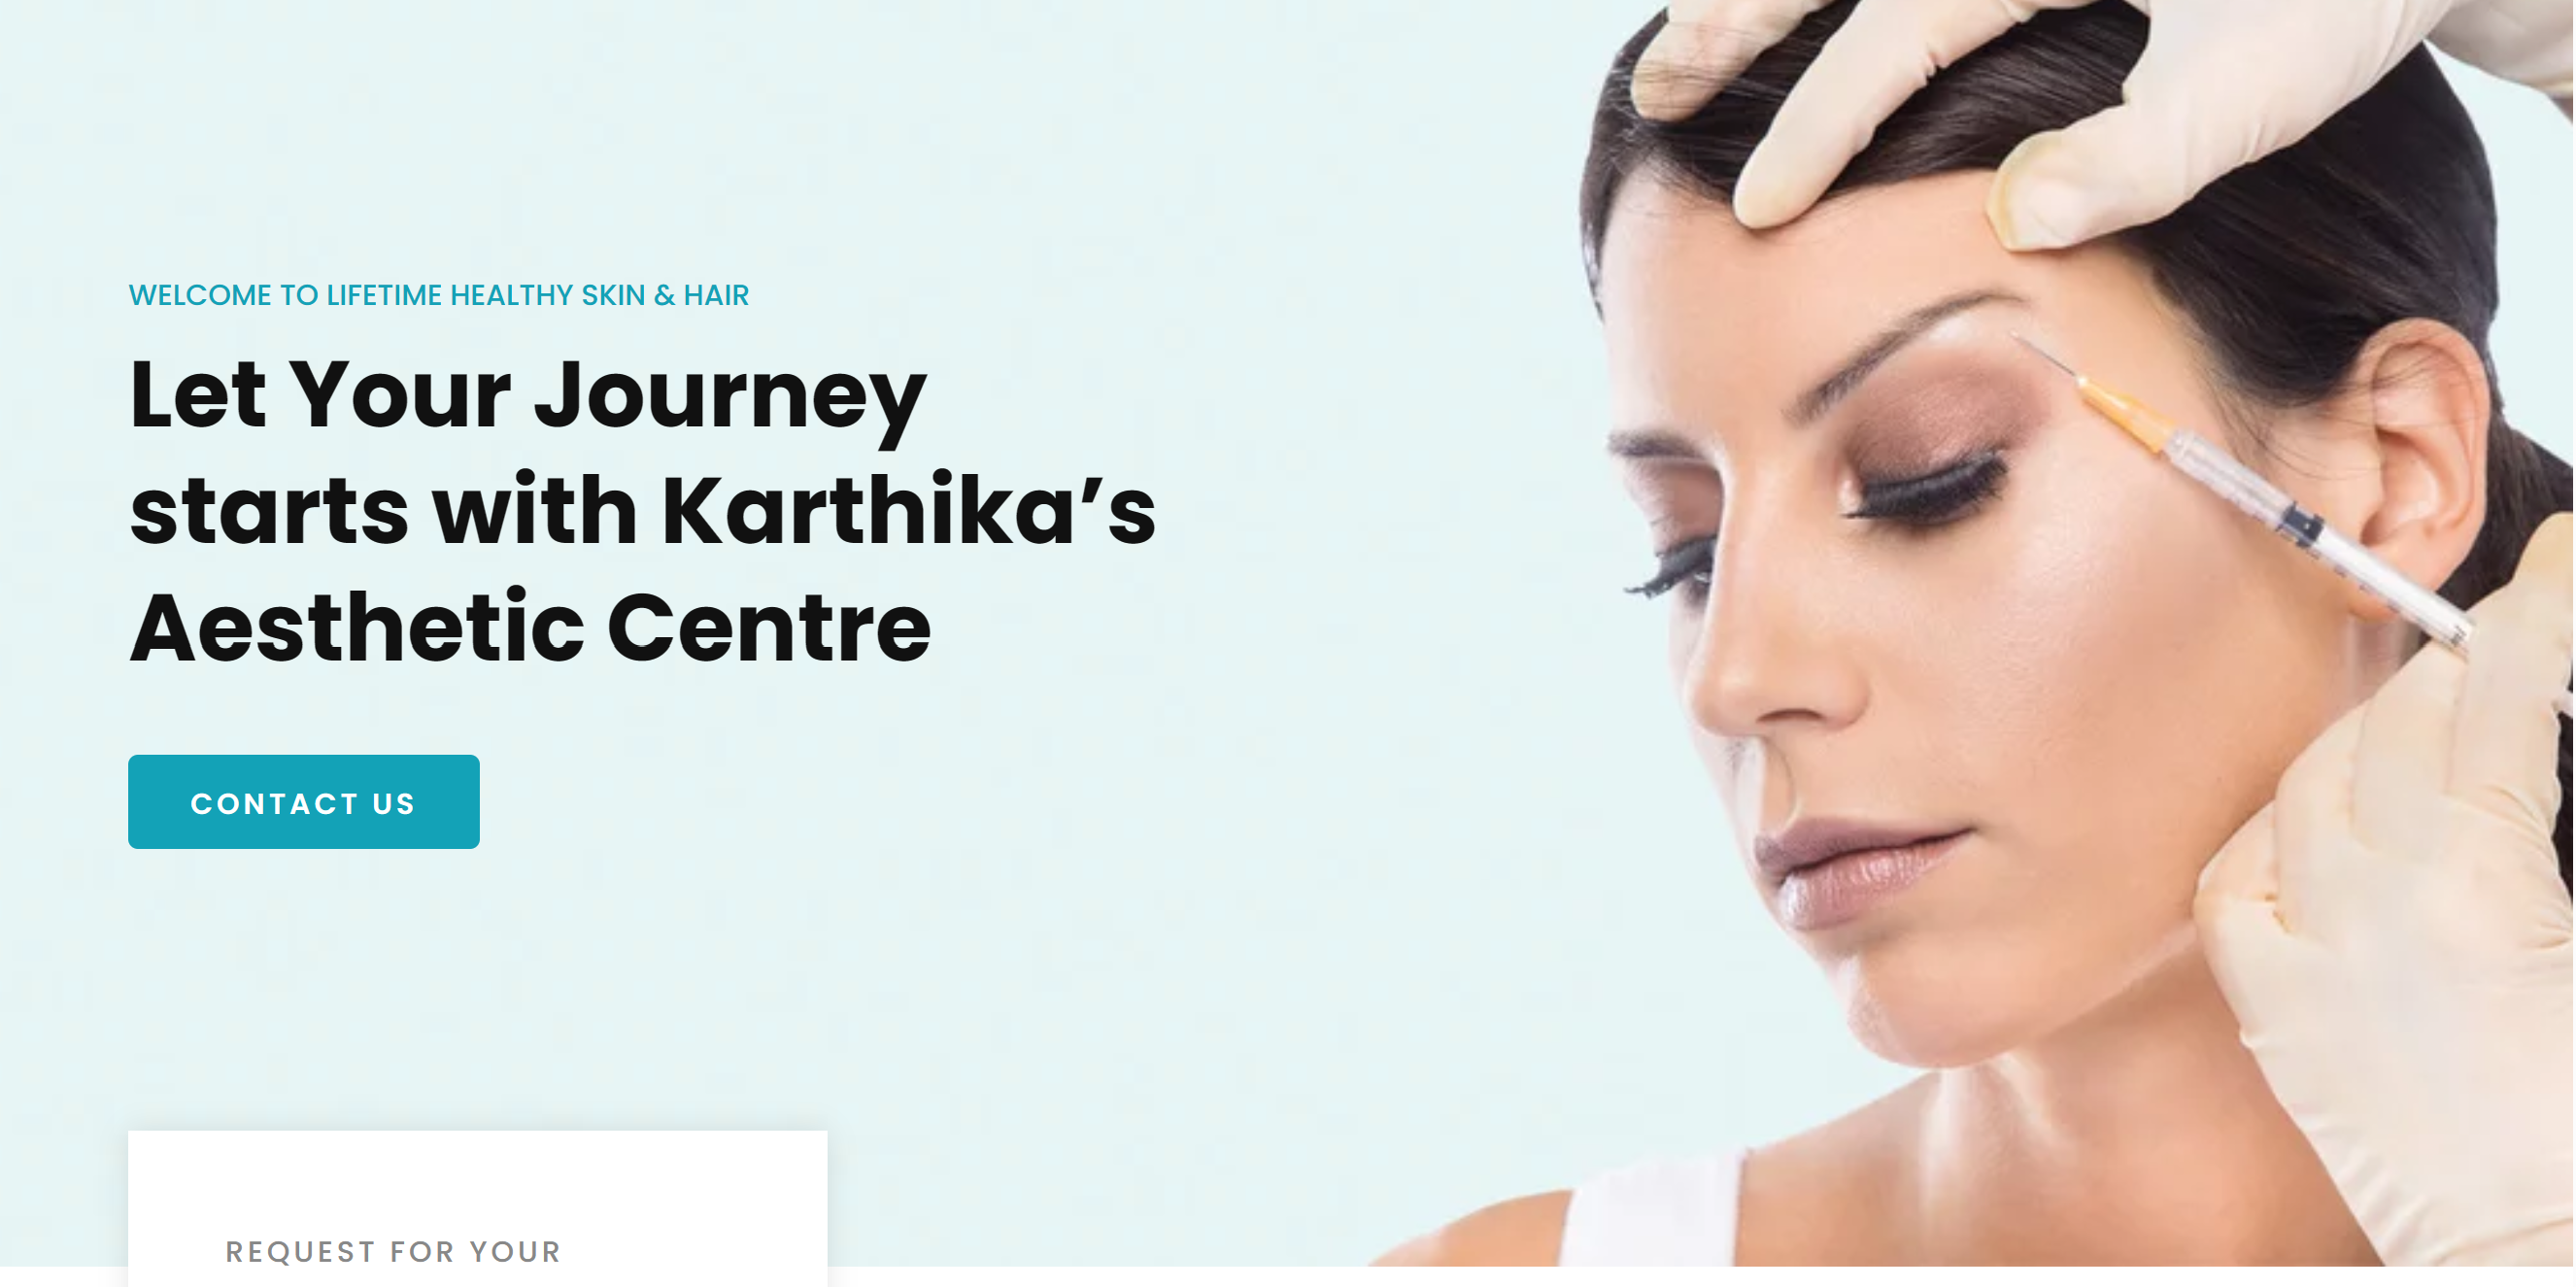 WELCOME TO LIFETIME HEALTHY SKIN & HAIR
Let Your Journey
starts with Karthika’s
Aesthetic Centre
CONTACT US
REQUEST FOR YOUR